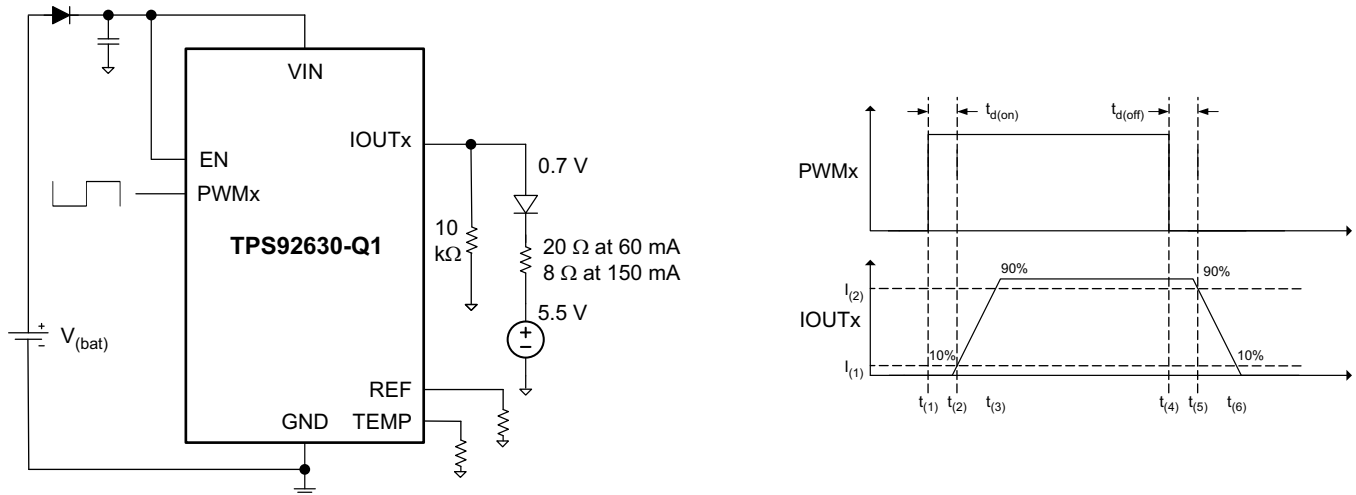 VIN
IOUTx
EN
PWMx
TPS92630-Q1
0.7 V
10
kΩ
20 Ω at 60 mA
8 Ω at 150 mA
5.5 V
+
−
+
-
V(bat)
REF
GND
TEMP
td(on)
td(off)
PWMx
90%
90%
I(2)
IOUTx
10%
10%
I(1)
t(1)
t(2)
t(3)
t(4)
t(5)
t(6)